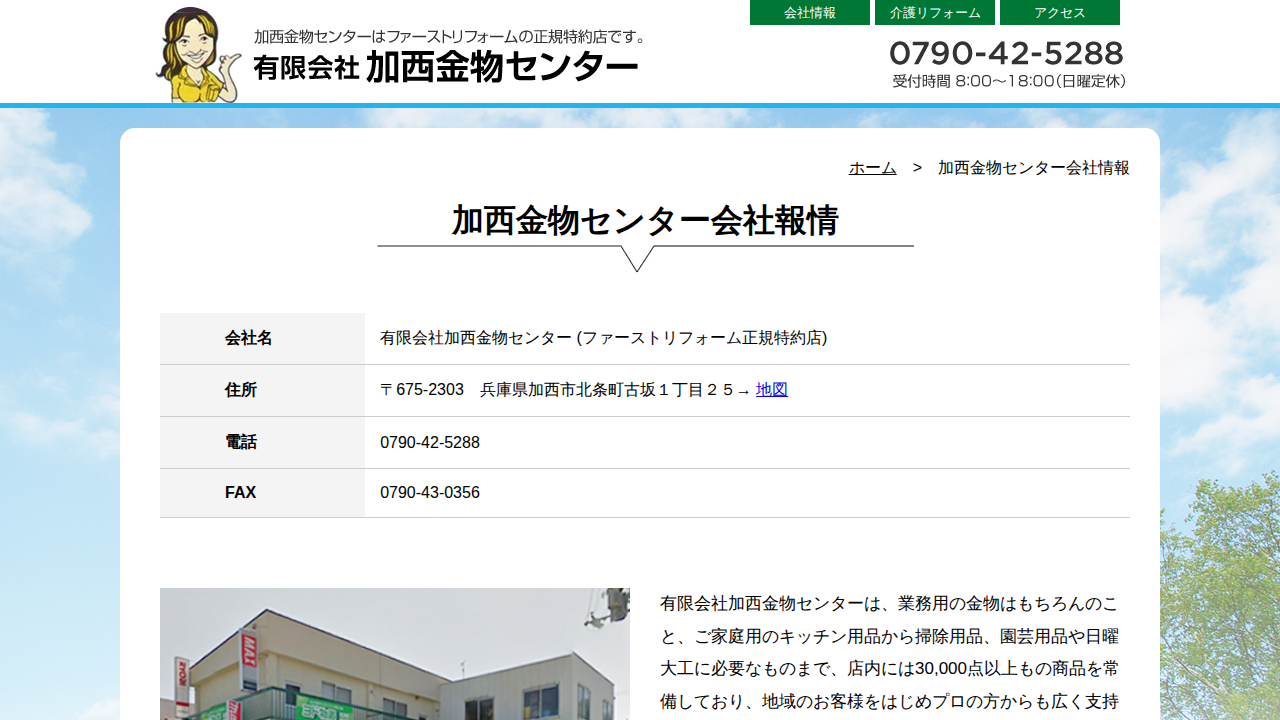 会社情報
介護リフォーム
アクセス
加西金物センターはファーストリフォームの正規特約店です。
有限会社 加西金物センター
0790-42-5288
受付時間 8:00～18:00(日曜定休)
ホーム > 加西金物センター会社情報
加西金物センター会社報情
会社名 有限会社加西金物センター (ファーストリフォーム正規特約店)
住所 〒675-2303　兵庫県加西市北条町古坂１丁目２５→ 地図
電話 0790-42-5288
FAX 0790-43-0356
有限会社加西金物センターは、業務用の金物はもちろんのこ
と、ご家庭用のキッチン用品から掃除用品、園芸用品や日曜
大工に必要なものまで、店内には30,000点以上もの商品を常
備しており、地域のお客様をはじめプロの方からも広く支持
MAX
RYOBI